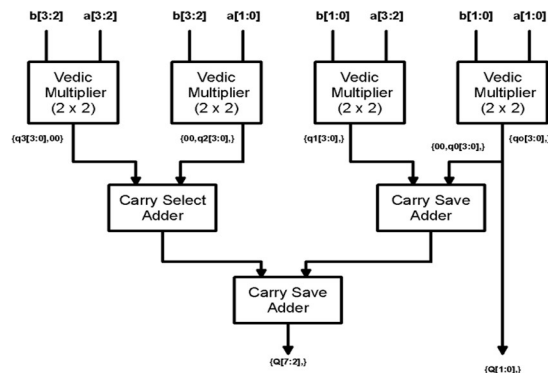 b[3:2] a[3:2] b[3:2] a[1:0] b[1:0] a[3:2] b[1:0] a[1:0]
Vedic Multiplier (2 x 2)
Vedic Multiplier (2 x 2)
Vedic Multiplier (2 x 2)
Vedic Multiplier (2 x 2)
{q3[3:0],00} {00,q2[3:0],} {q1[3:0],} {00,q0[3:0],} {qo[3:0],}
Carry Select Adder
Carry Save Adder
Carry Save Adder
{Q[7:2],} {Q[1:0],}